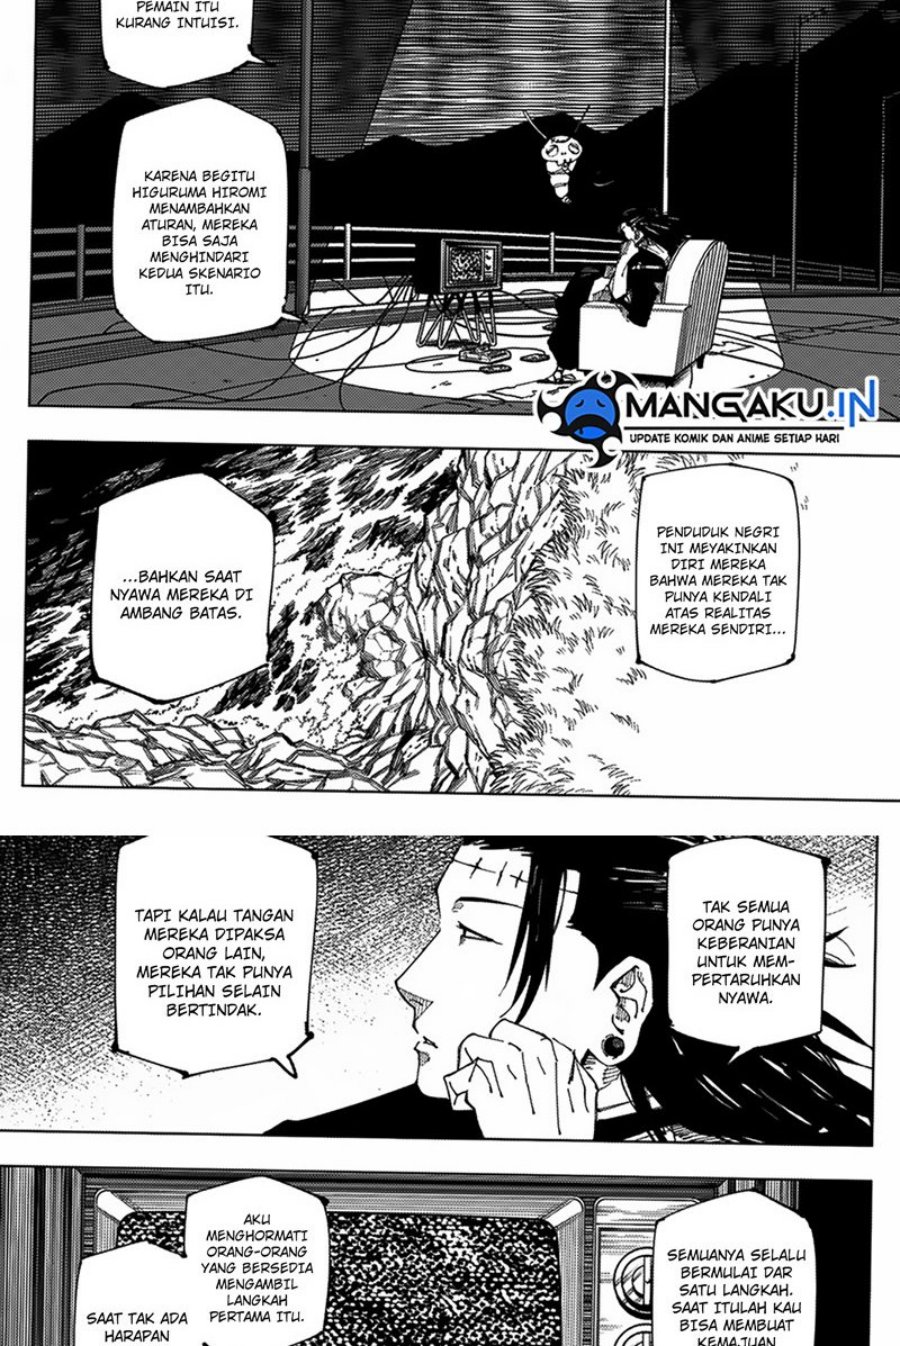 PEMAIN ITU
KURANG INTUISI.
KARENA BEGITU
HIGURUMA HIROMI
MENAMBAHKAN
ATURAN, MEREKA
BISA SAJA
MENGHINDARI
KEDUA SKENARIO
ITU.
MANGAKU.IN
UPDATE KOMIK DAN ANIME SETIAP HARI
PENDUDUK NEGRI
INI MEYAKINKAN
DIRI MEREKA
BAHWA MEREKA TAK
PUNYA KENDALI
ATAS REALITAS
MEREKA SENDIRI...
...BAHKAN SAAT
NYAWA MEREKA DI
AMBANG BATAS.
TAK SEMUA
ORANG PUNYA
KEBERANIAN
UNTUK MEM-
PERTARUHKAN
NYAWA.
TAPI KALAU TANGAN
MEREKA DIPAKSA
ORANG LAIN,
MEREKA TAK PUNYA
PILIHAN SELAIN
BERTINDAK.
SEMUANYA SELALU
BERMULAI DAR
SATU LANGKAH.
SAAT ITULAH KAU
BISA MEMBUAT
KEMAJUAN
AKU
MENGHORMATI
ORANG-ORANG
YANG BERSEDIA
MENGAMBIL
LANGKAH
PERTAMA ITU.
SAAT TAK ADA
HARAPAN